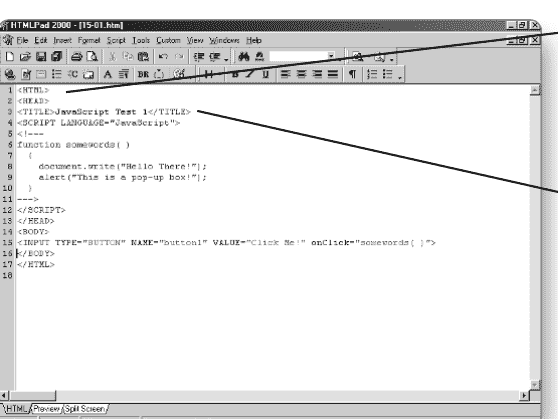 HTMLPad 2000 - [15-01.htm]
File Edit Insert Format Script Tools Custom View Windows Help
BR H B I U ¶
1 <HTML>
2 <HEAD>
3 <TITLE>JavaScript Test 1</TITLE>
4 <SCRIPT LANGUAGE="JavaScript">
5 <!---
6 function somewords( )
7 {
8 document.write("Hello There!");
9 alert("This is a pop-up box!");
10 }
11 --->
12 </SCRIPT>
13 </HEAD>
14 <BODY>
15 <INPUT TYPE="BUTTON" NAME="button1" VALUE="Click Me!" onClick="somewords( )">
16 </BODY>
17 </HTML>
18
HTML Preview Split Screen